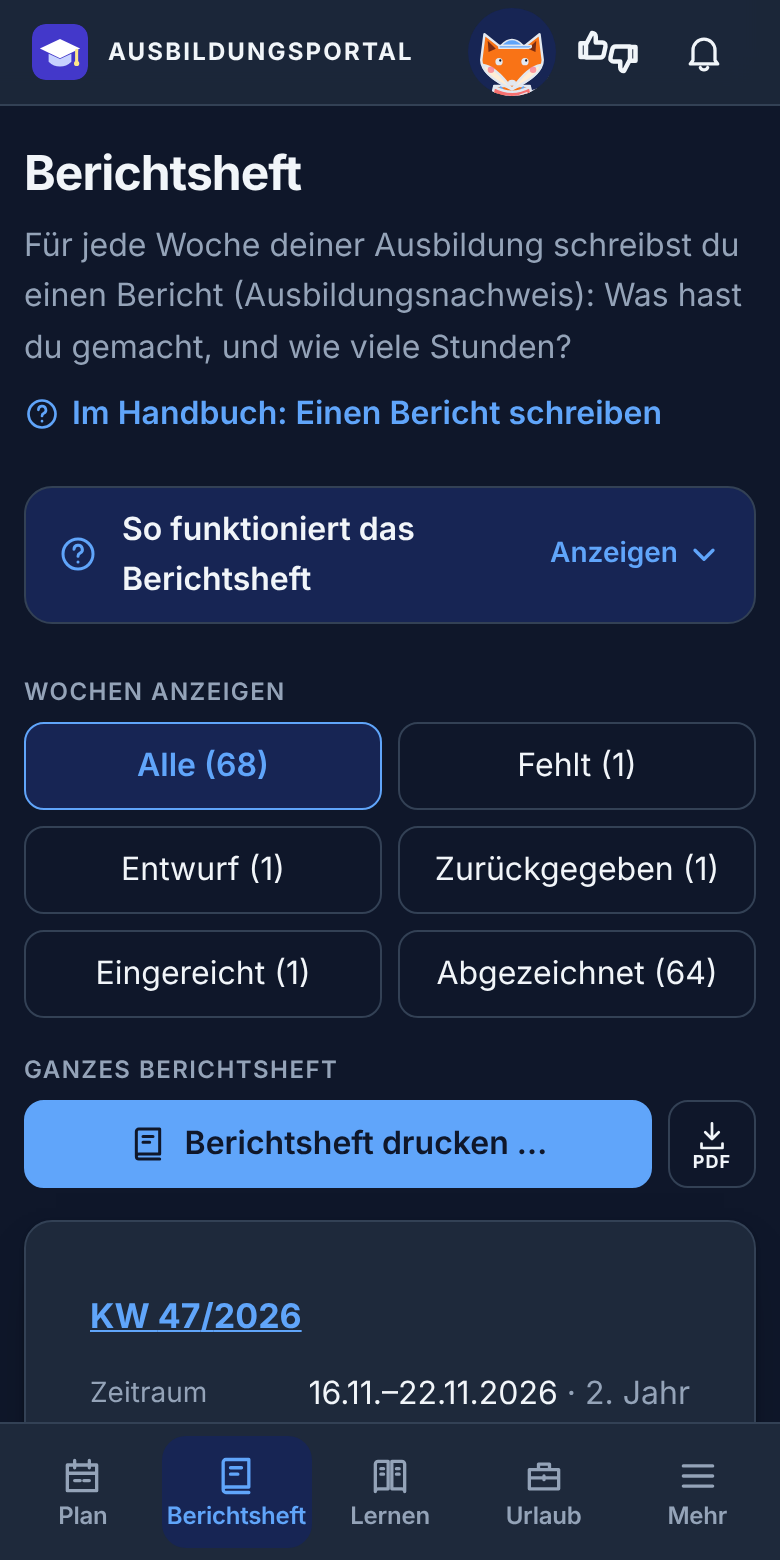 AUSBILDUNGSPORTAL
Berichtsheft
Für jede Woche deiner Ausbildung schreibst du
einen Bericht (Ausbildungsnachweis): Was hast
du gemacht, und wie viele Stunden?
Im Handbuch: Einen Bericht schreiben
So funktioniert das
Berichtsheft
Anzeigen
WOCHEN ANZEIGEN
Alle (68)
Fehlt (1)
Entwurf (1)
Zurückgegeben (1)
Eingereicht (1)
Abgezeichnet (64)
GANZES BERICHTSHEFT
Berichtsheft drucken ...
PDF
KW 47/2026
Zeitraum 16.11.–22.11.2026 · 2. Jahr
Plan
Berichtsheft
Lernen
Urlaub
Mehr